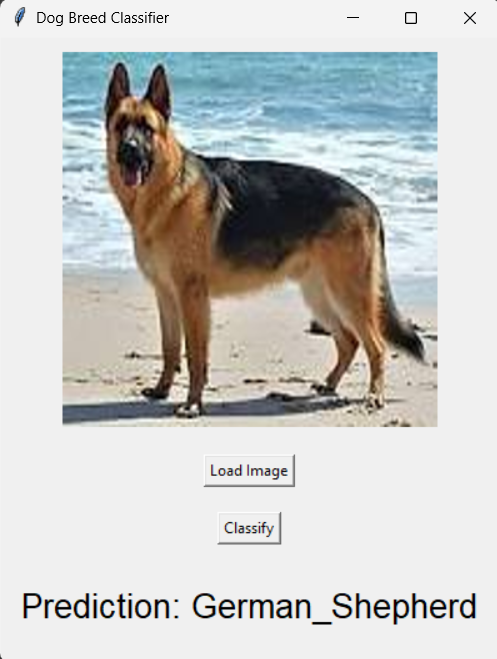 Dog Breed Classifier
Load Image
Classify
Prediction: German_Shepherd